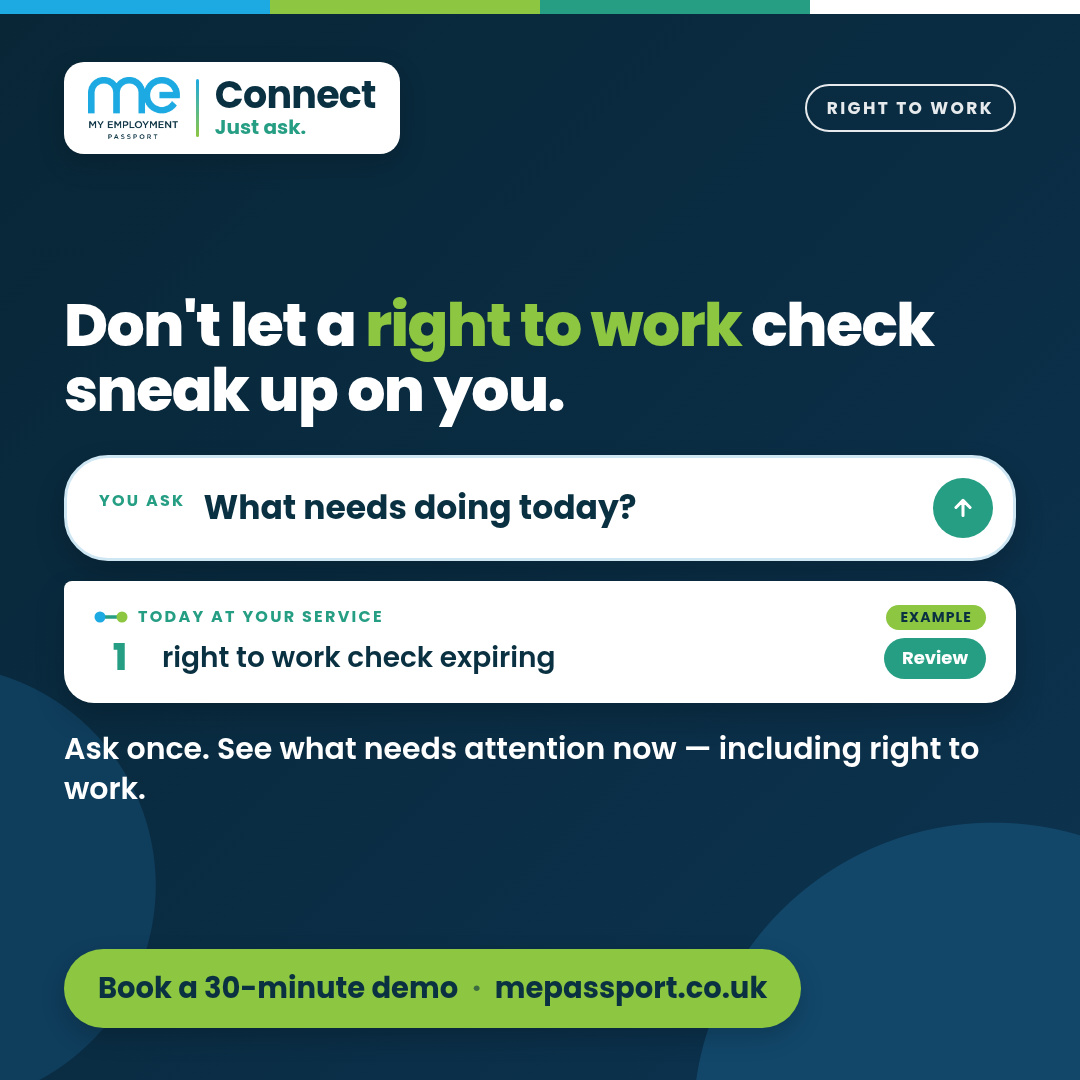 me
MY EMPLOYMENT
PASSPORT
Connect
Just ask.
RIGHT TO WORK
Don't let a right to work check
sneak up on you.
YOU ASK What needs doing today?
TODAY AT YOUR SERVICE
EXAMPLE
1 right to work check expiring
Review
Ask once. See what needs attention now — including right to
work.
Book a 30-minute demo · mepassport.co.uk